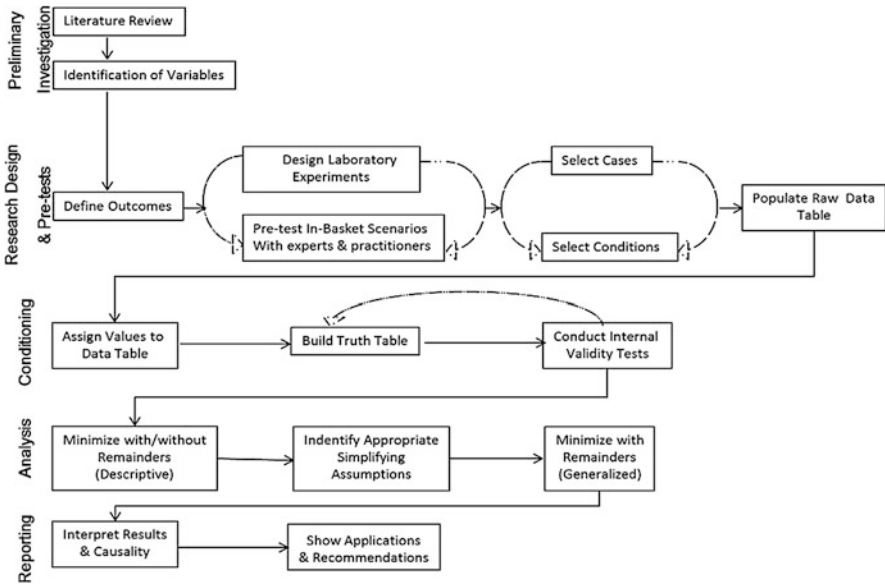 Preliminary
Investigation
Literature Review
Identification of Variables
Research Design
& Pre-tests
Define Outcomes
Design Laboratory
Experiments
Pre-test In-Basket Scenarios
With experts & practitioners
Select Cases
Select Conditions
Populate Raw Data
Table
Conditioning
Assign Values to
Data Table
Build Truth Table
Conduct Internal
Validity Tests
Analysis
Minimize with/without
Remainders
(Descriptive)
Indentify Appropriate
Simplifying
Assumptions
Minimize with
Remainders
(Generalized)
Reporting
Interpret Results
& Causality
Show Applications
& Recommendations